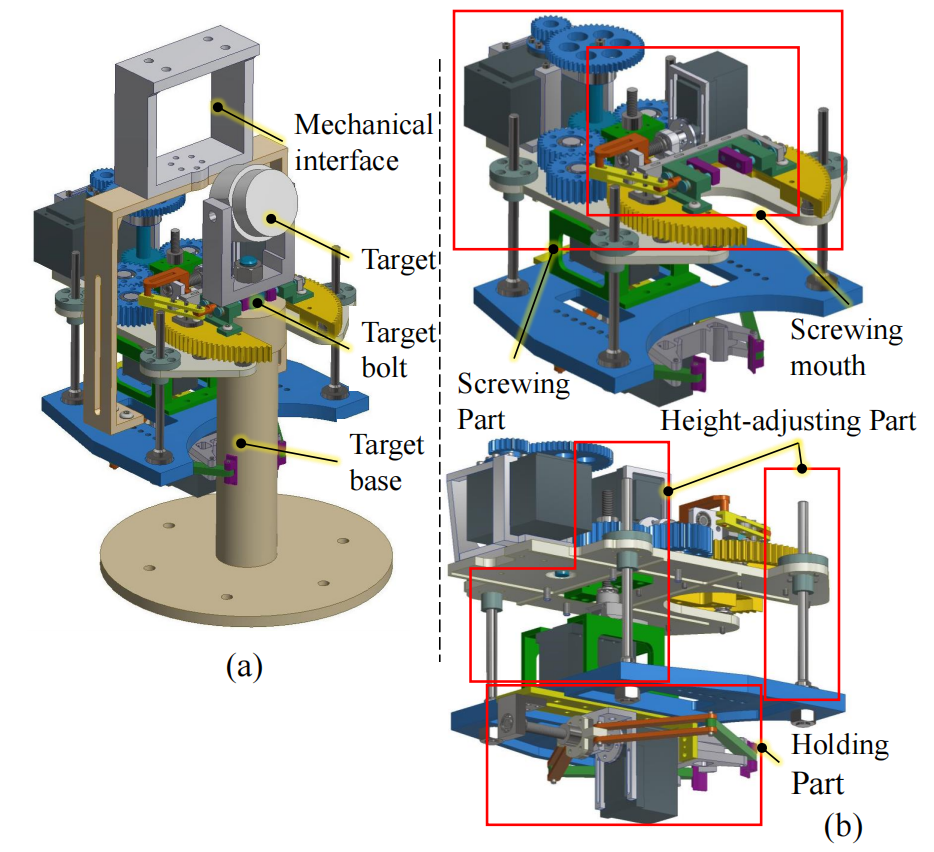 Mechanical
interface
Target
Target
bolt
Target
base
(a)
Screwing
Part
Screwing
mouth
Height-adjusting Part
Holding
Part
(b)